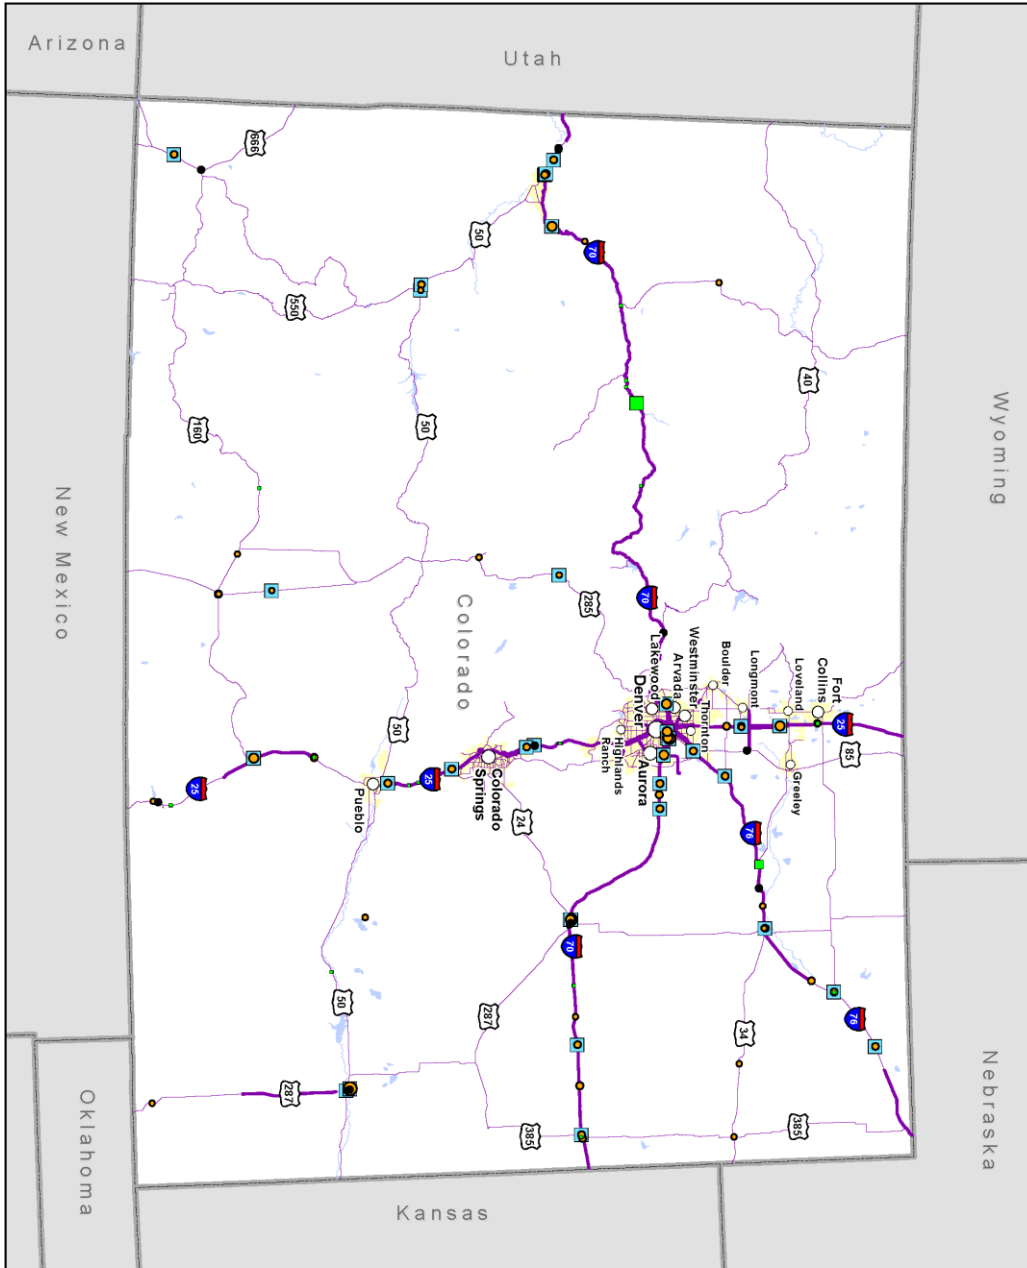 Arizona
Utah
Wyoming
New Mexico
Colorado
Nebraska
Oklahoma
Kansas
666
50
70
550
40
160
50
285
70
Lakewood
Arvada
Westminster
Boulder
Longmont
Loveland
Fort
Collins
Denver
Thornton
Highlands
Ranch
Aurora
Greeley
25
85
50
25
Pueblo
25
Colorado
Springs
24
76
70
287
50
34
76
287
385
385